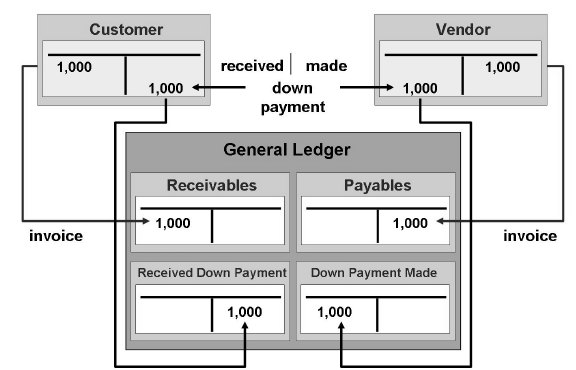 Customer
Vendor
1,000
1,000
received | made
down
payment
1,000
1,000
General Ledger
Receivables
Payables
1,000
1,000
invoice
invoice
Received Down Payment
Down Payment Made
1,000
1,000